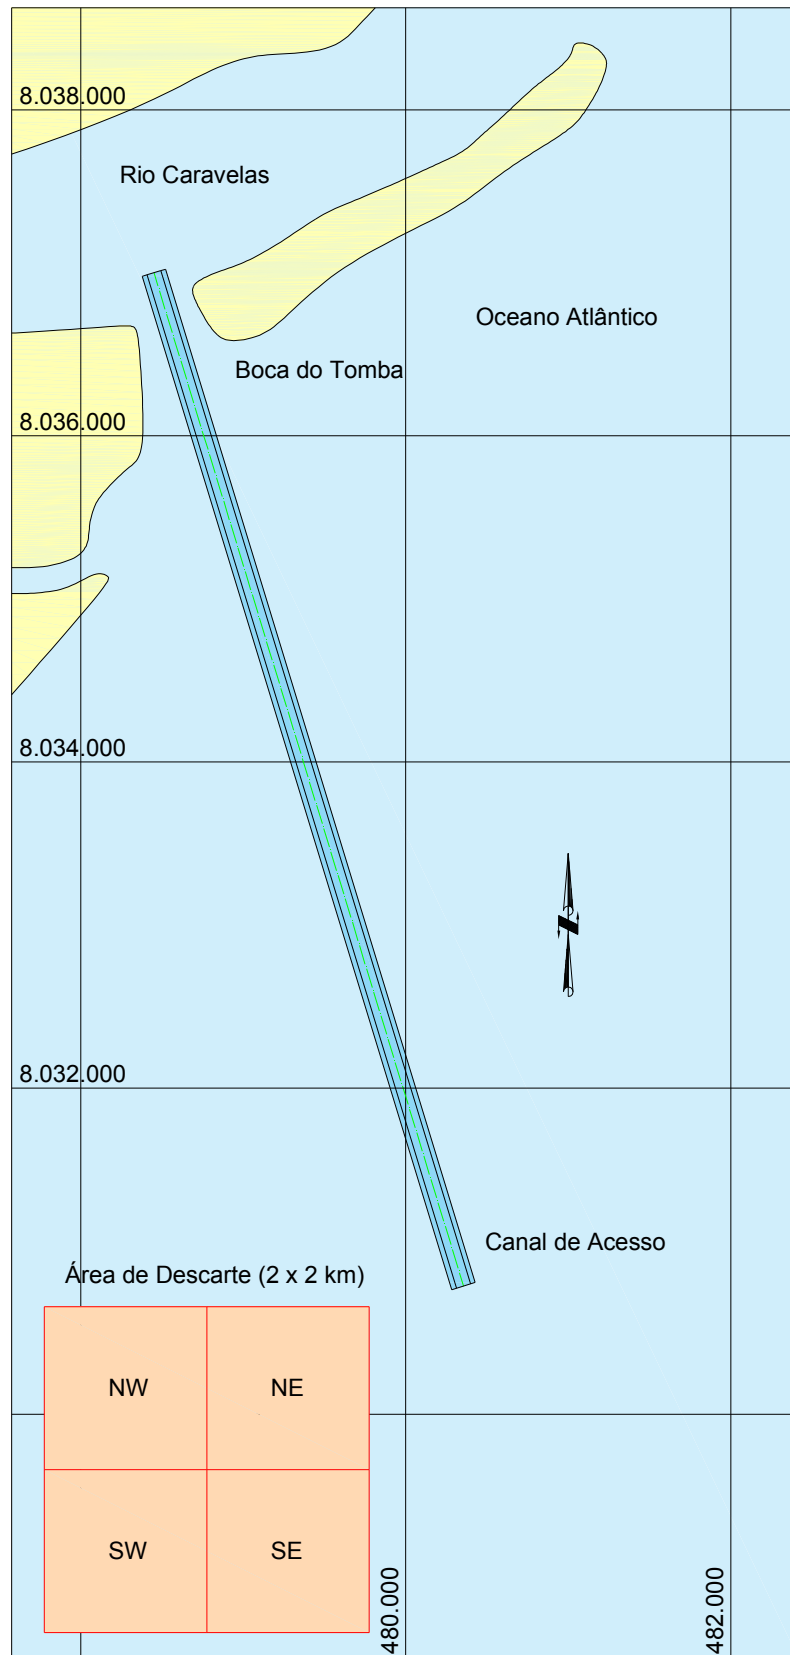 8.038.000
Rio Caravelas
Oceano Atlântico
Boca do Tomba
8.036.000
8.034.000
N
8.032.000
Canal de Acesso
Área de Descarte (2 x 2 km)
NW
NE
SW
SE
480.000
482.000